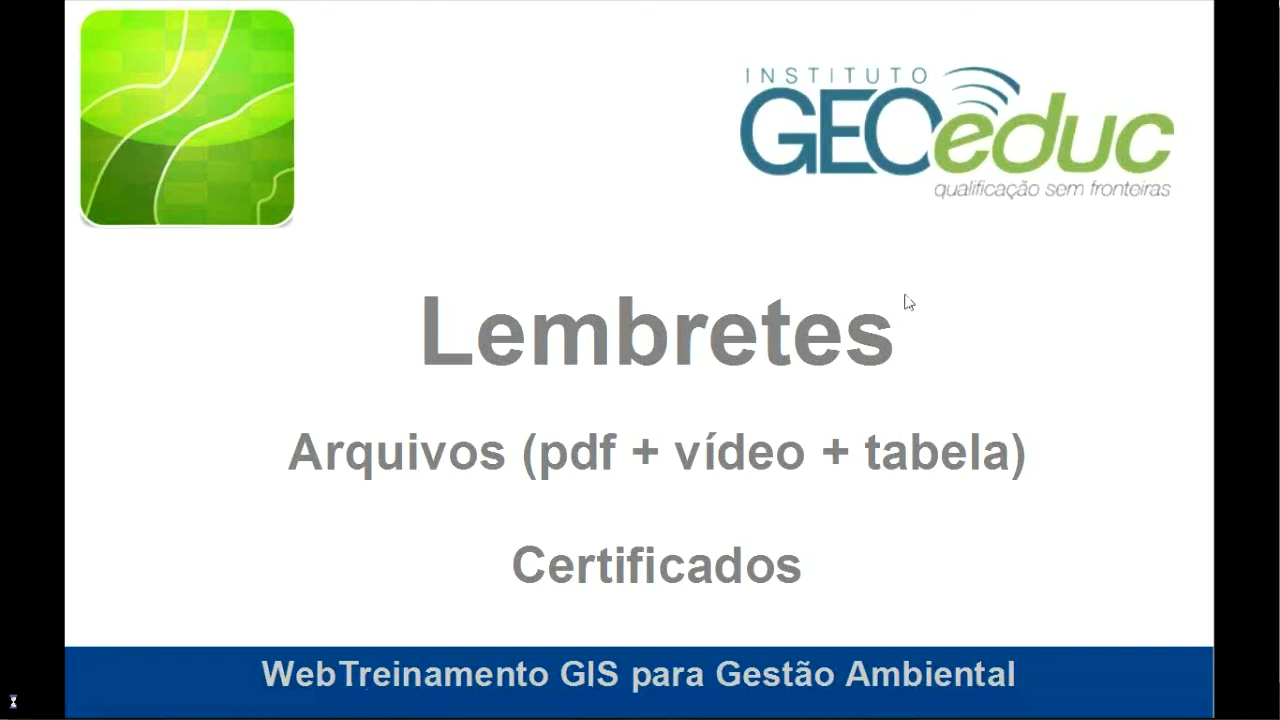 INSTITUTO
GEOeduc
qualificação sem fronteiras
Lembretes
Arquivos (pdf + vídeo + tabela)
Certificados
WebTreinamento GIS para Gestão Ambiental